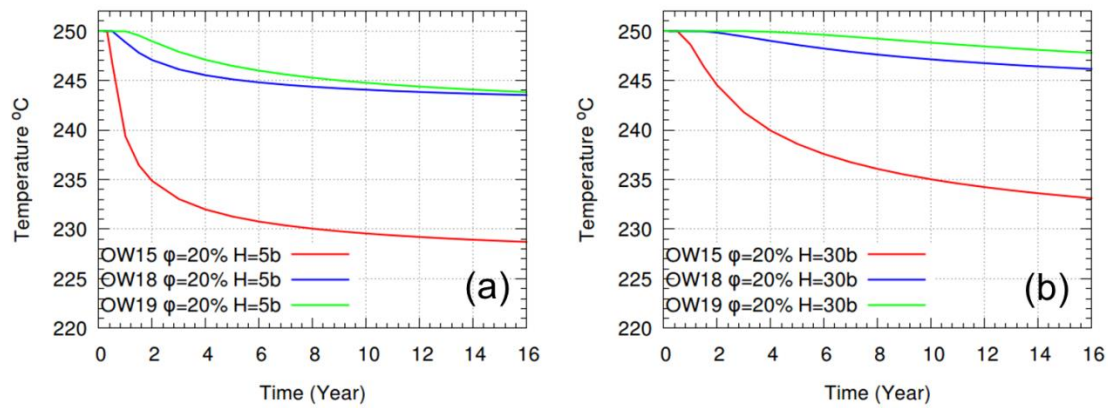 250
245
240
235
230
225
220
Temperature °C
OW15 φ=20% H=5b
OW18 φ=20% H=5b
OW19 φ=20% H=5b
(a)
0 2 4 6 8 10 12 14 16
Time (Year)
250
245
240
235
230
225
220
Temperature °C
OW15 φ=20% H=30b
OW18 φ=20% H=30b
OW19 φ=20% H=30b
(b)
0 2 4 6 8 10 12 14 16
Time (Year)